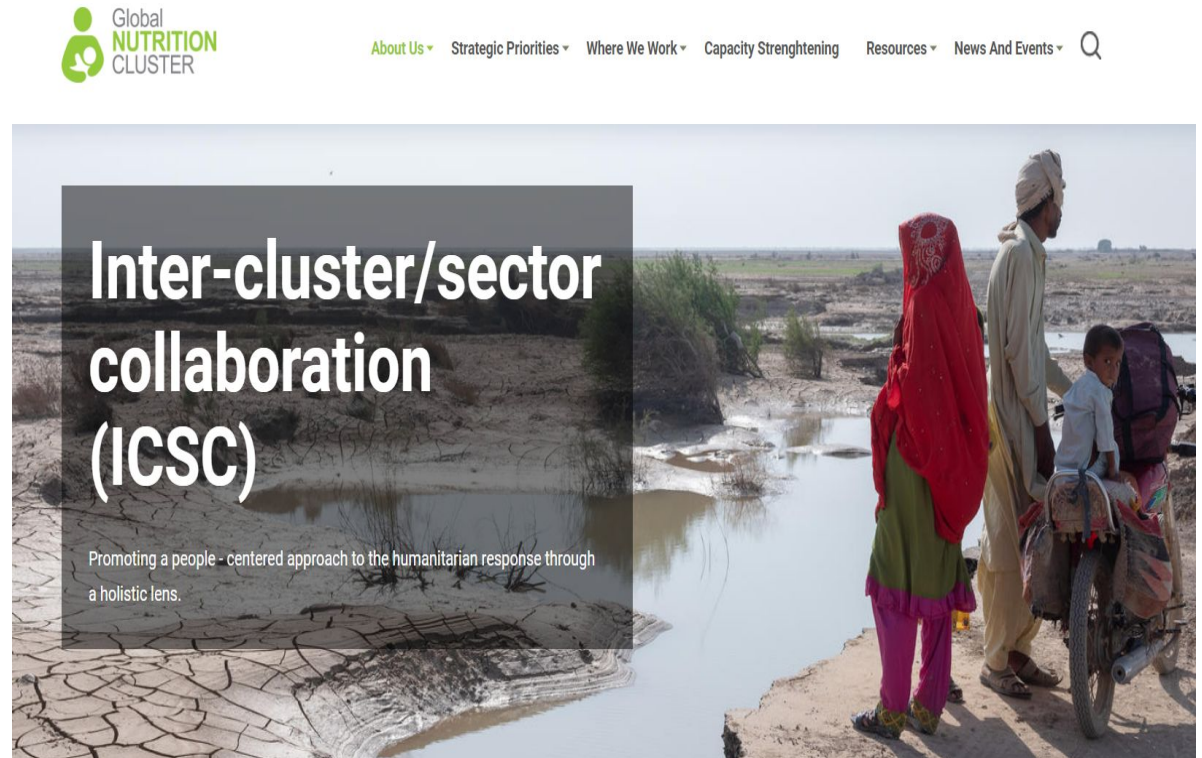 Global
NUTRITION
CLUSTER
About Us
Strategic Priorities
Where We Work
Capacity Strenghtening
Resources
News And Events
Inter-cluster/sector
collaboration
(ICSC)
Promoting a people - centered approach to the humanitarian response through
a holistic lens.